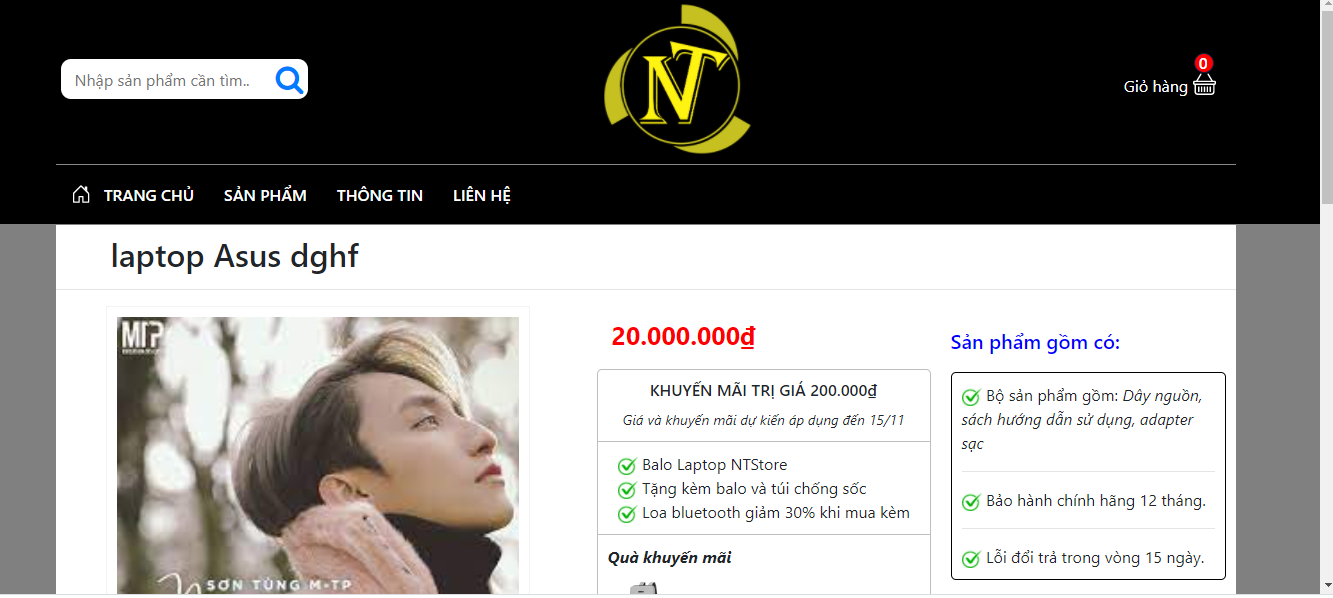 Nhập sản phẩm cần tìm..
NT
0
Giỏ hàng
TRANG CHỦ SẢN PHẨM THÔNG TIN LIÊN HỆ
laptop Asus dghf
MTP
SƠN TÙNG M-TP
20.000.000₫
KHUYẾN MÃI TRỊ GIÁ 200.000₫
Giá và khuyến mãi dự kiến áp dụng đến 15/11
Balo Laptop NTStore
Tặng kèm balo và túi chống sốc
Loa bluetooth giảm 30% khi mua kèm
Quà khuyến mãi
Sản phẩm gồm có:
Bộ sản phẩm gồm: Dây nguồn,
sách hướng dẫn sử dụng, adapter
sạc
Bảo hành chính hãng 12 tháng.
Lỗi đổi trả trong vòng 15 ngày.